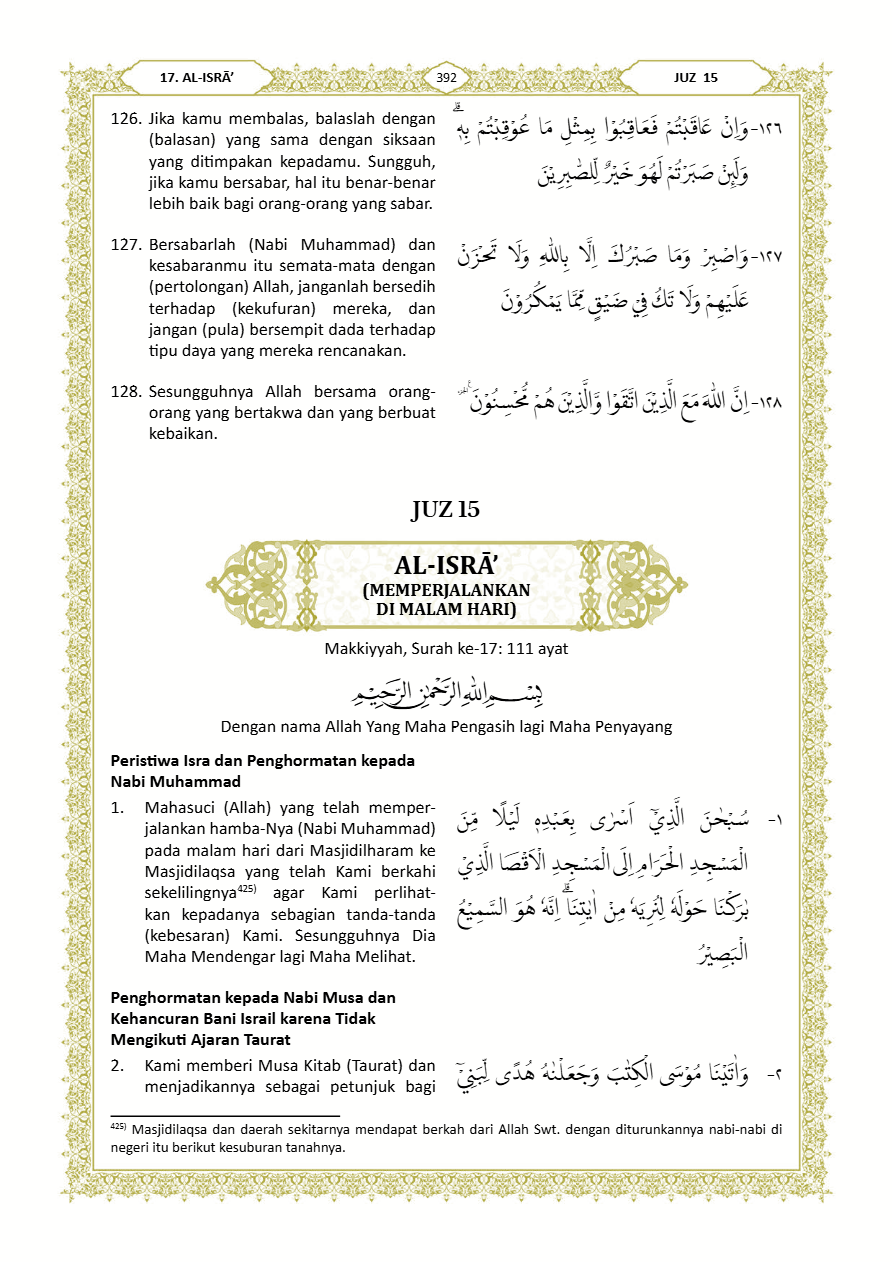 17. AL-ISRĀ’
392
JUZ 15
126. Jika kamu membalas, balaslah dengan
(balasan) yang sama dengan siksaan
yang ditimpakan kepadamu. Sungguh,
jika kamu bersabar, hal itu benar-benar
lebih baik bagi orang-orang yang sabar.
١٢٦- وَاِنْ عَاقَبْتُمْ فَعَاقِبُوْا بِمِثْلِ مَا عُوْقِبْتُمْ بِهٖۗ
وَلَىِٕنْ صَبَرْتُمْ لَهُوَ خَيْرٌ لِّلصّٰبِرِيْنَ
127. Bersabarlah (Nabi Muhammad) dan
kesabaranmu itu semata-mata dengan
(pertolongan) Allah, janganlah bersedih
terhadap (kekufuran) mereka, dan
jangan (pula) bersempit dada terhadap
tipu daya yang mereka rencanakan.
١٢٧- وَاصْبِرْ وَمَا صَبْرُكَ اِلَّا بِاللّٰهِ وَلَا تَحْزَنْ
عَلَيْهِمْ وَلَا تَكُ فِيْ ضَيْقٍ مِّمَّا يَمْكُرُوْنَ
128. Sesungguhnya Allah bersama orang-
orang yang bertakwa dan yang berbuat
kebaikan.
١٢٨- اِنَّ اللّٰهَ مَعَ الَّذِيْنَ اتَّقَوْا وَّالَّذِيْنَ هُمْ مُّحْسِنُوْنَ ࣖ
JUZ 15
AL-ISRĀ’
(MEMPERJALANKAN
DI MALAM HARI)
Makkiyyah, Surah ke-17: 111 ayat
بِسْمِ اللّٰهِ الرَّحْمٰنِ الرَّحِيْمِ
Dengan nama Allah Yang Maha Pengasih lagi Maha Penyayang
Peristiwa Isra dan Penghormatan kepada
Nabi Muhammad
1. Mahasuci (Allah) yang telah memper-
jalankan hamba-Nya (Nabi Muhammad)
pada malam hari dari Masjidilharam ke
Masjidilaqsa yang telah Kami berkahi
sekelilingnya425) agar Kami perlihat-
kan kepadanya sebagian tanda-tanda
(kebesaran) Kami. Sesungguhnya Dia
Maha Mendengar lagi Maha Melihat.
١- سُبْحٰنَ الَّذِيْٓ اَسْرٰى بِعَبْدِهٖ لَيْلًا مِّنَ
الْمَسْجِدِ الْحَرَامِ اِلَى الْمَسْجِدِ الْاَقْصَا الَّذِيْ
بٰرَكْنَا حَوْلَهٗ لِنُرِيَهٗ مِنْ اٰيٰتِنَاۗ اِنَّهٗ هُوَ السَّمِيْعُ
الْبَصِيْرُ
Penghormatan kepada Nabi Musa dan
Kehancuran Bani Israil karena Tidak
Mengikuti Ajaran Taurat
2. Kami memberi Musa Kitab (Taurat) dan
menjadikannya sebagai petunjuk bagi
٢- وَاٰتَيْنَا مُوْسَى الْكِتٰبَ وَجَعَلْنٰهُ هُدًى لِّبَنِيْٓ
425) Masjidilaqsa dan daerah sekitarnya mendapat berkah dari Allah Swt. dengan diturunkannya nabi-nabi di
negeri itu berikut kesuburan tanahnya.